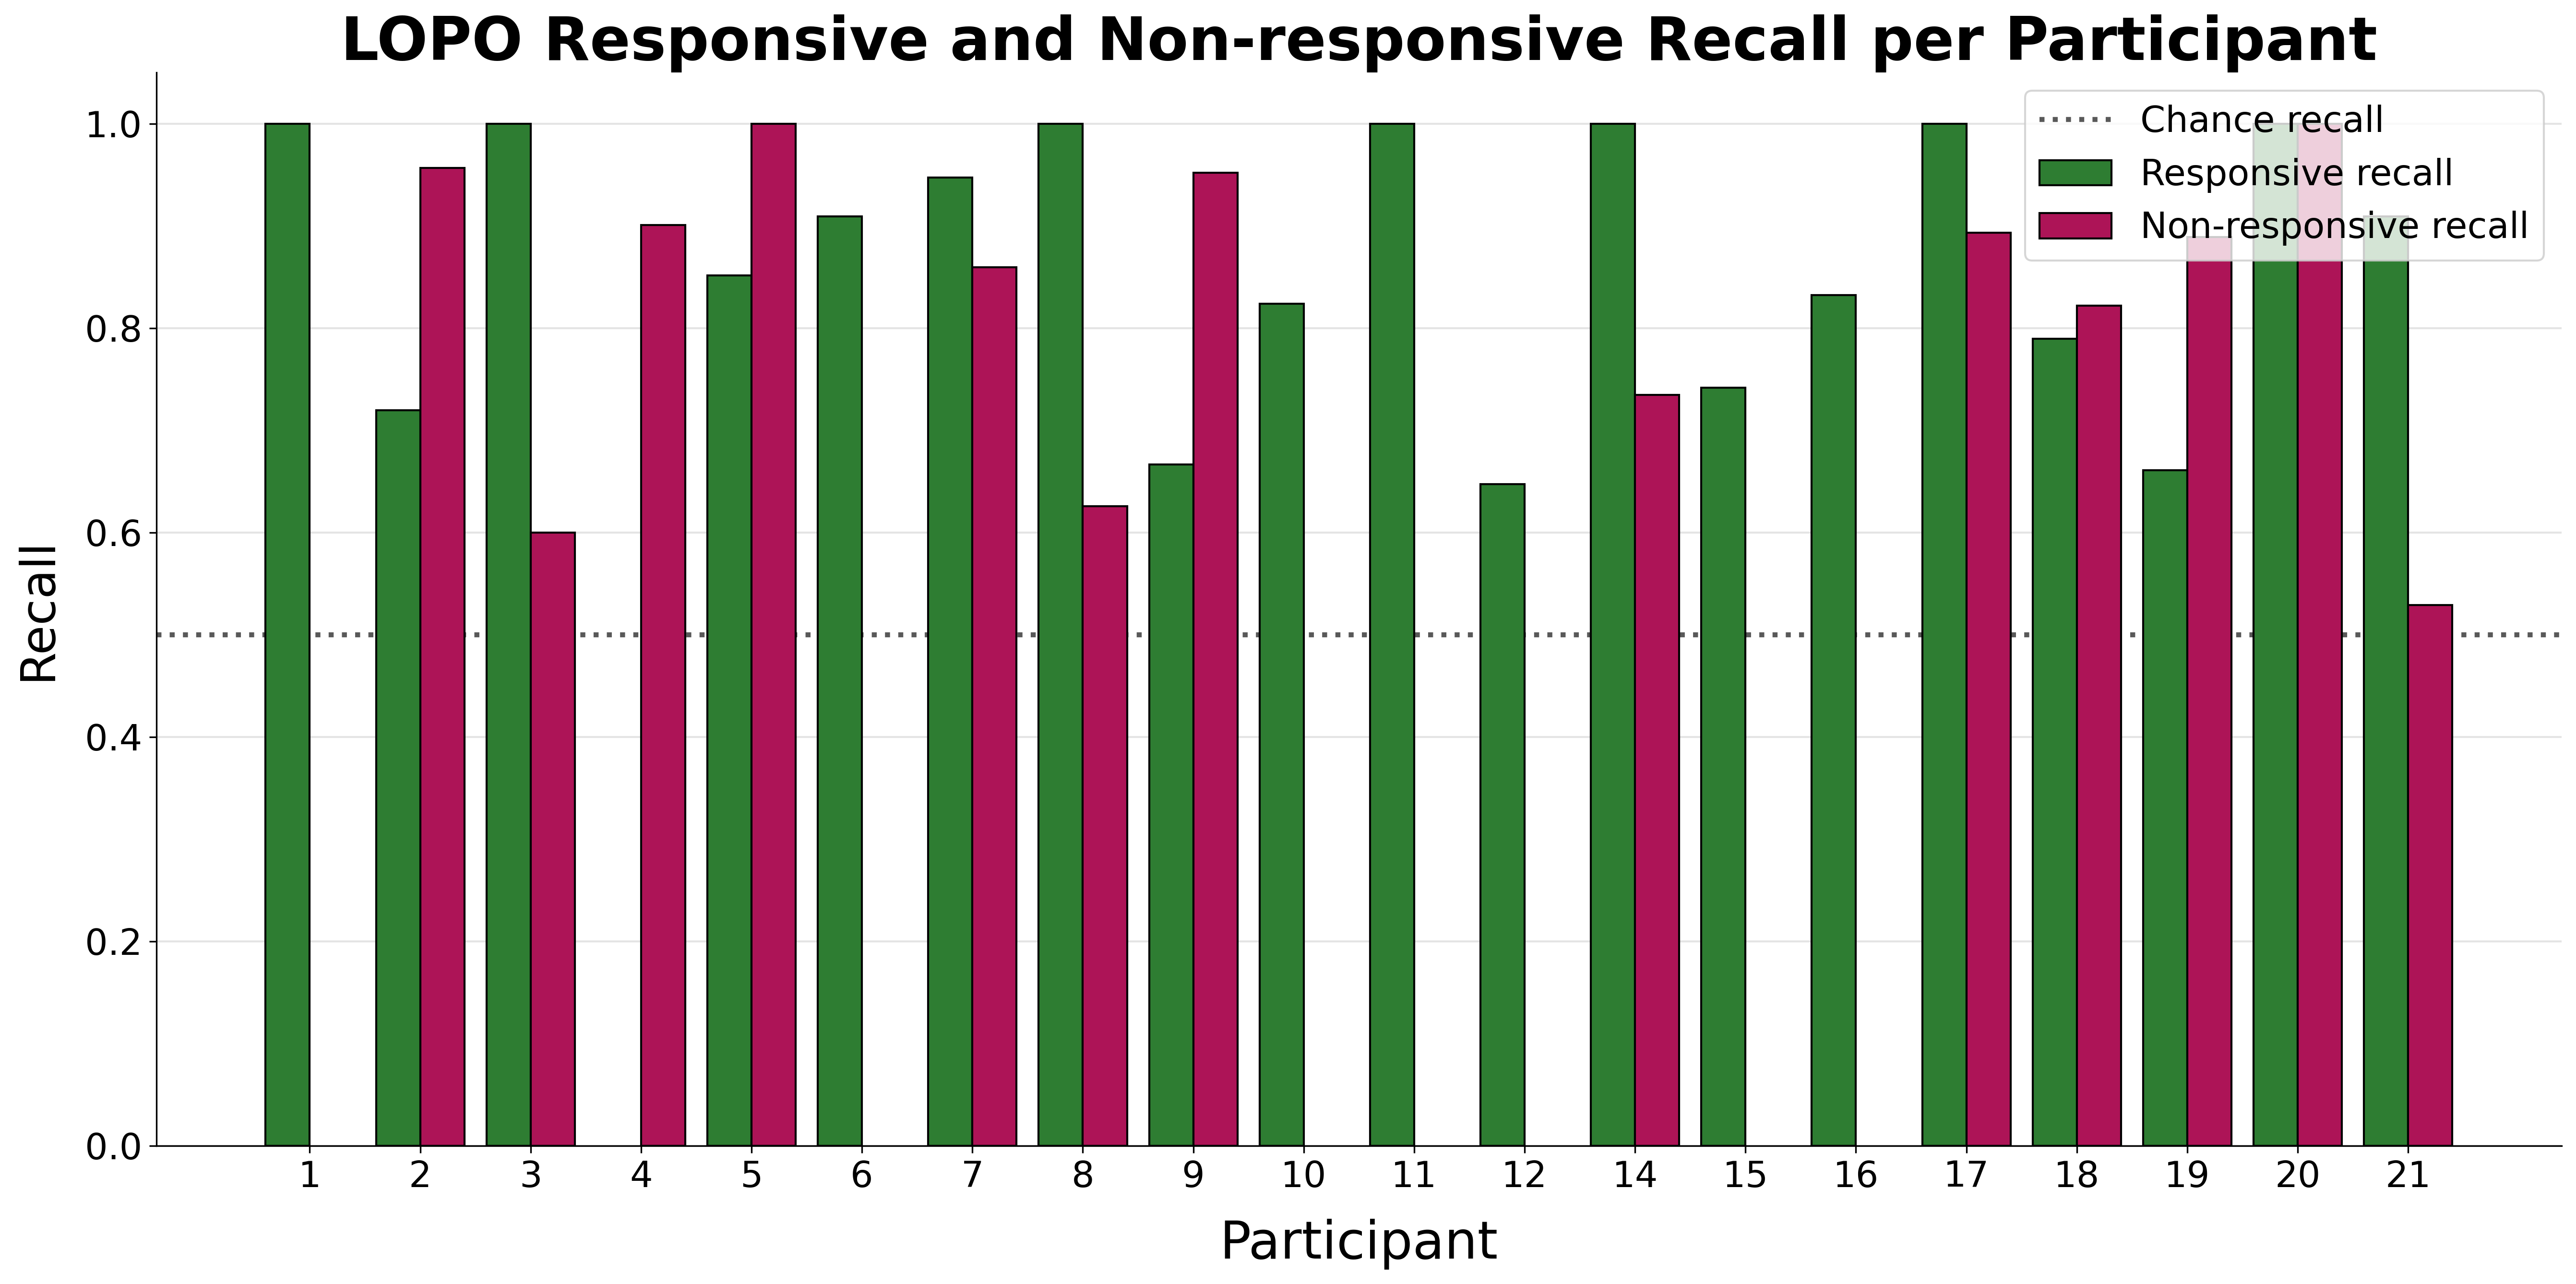 LOPO Responsive and Non-responsive Recall per Participant
Chance recall
Responsive recall
Non-responsive recall
1.0
0.8
0.6
0.4
0.2
0.0
Recall
1 2 3 4 5 6 7 8 9 10 11 12 14 15 16 17 18 19 20 21
Participant